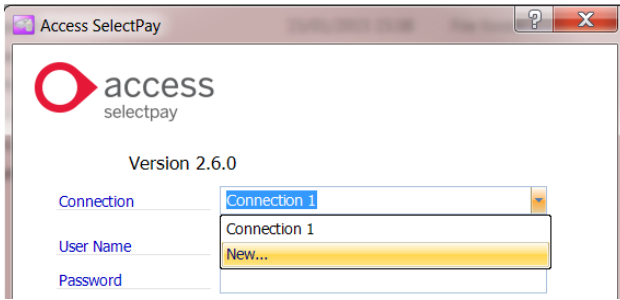 Access SelectPay
access
selectpay
Version 2.6.0
Connection
Connection 1
Connection 1
User Name
New...
Password